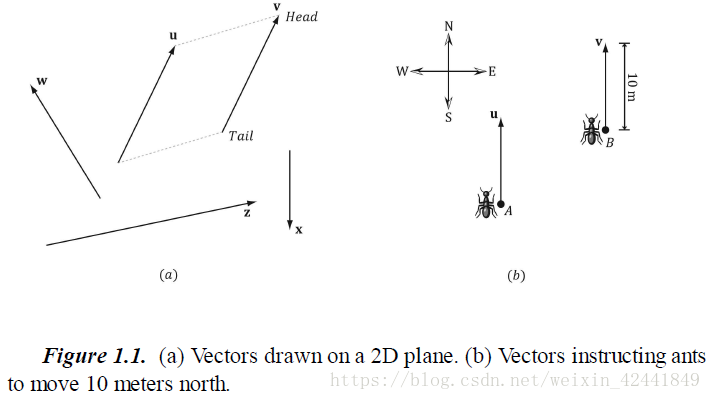 v
Head
u
w
Tail
z
x
(a)
N
W
E
S
v
10 m
B
u
A
(b)
Figure 1.1. (a) Vectors drawn on a 2D plane. (b) Vectors instructing ants
to move 10 meters north.
https://blog.csdn.net/weixin_42441849